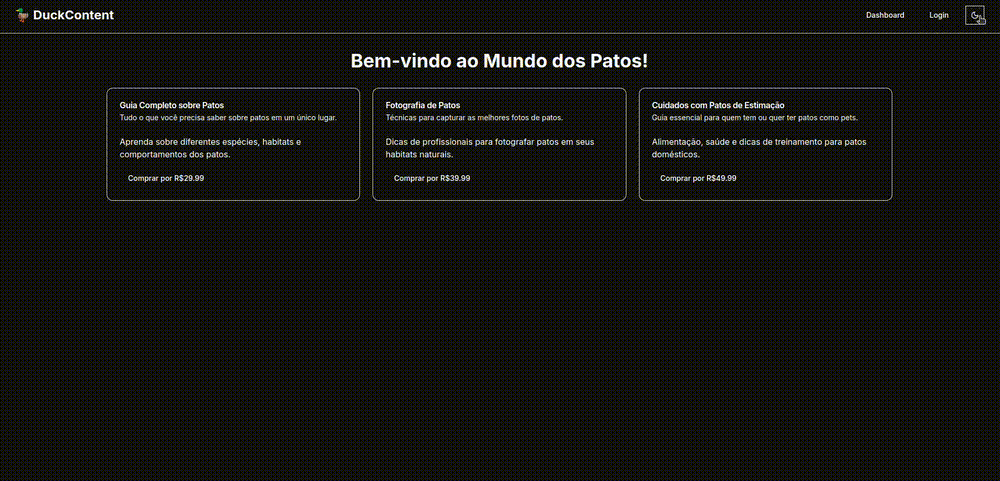 DuckContent
Dashboard
Login
Bem-vindo ao Mundo dos Patos!
Guia Completo sobre Patos
Tudo o que você precisa saber sobre patos em um único lugar.
Aprenda sobre diferentes espécies, habitats e
comportamentos dos patos.
Comprar por R$29.99
Fotografia de Patos
Técnicas para capturar as melhores fotos de patos.
Dicas de profissionais para fotografar patos em seus
habitats naturais.
Comprar por R$39.99
Cuidados com Patos de Estimação
Guia essencial para quem tem ou quer ter patos como pets.
Alimentação, saúde e dicas de treinamento para patos
domésticos.
Comprar por R$49.99